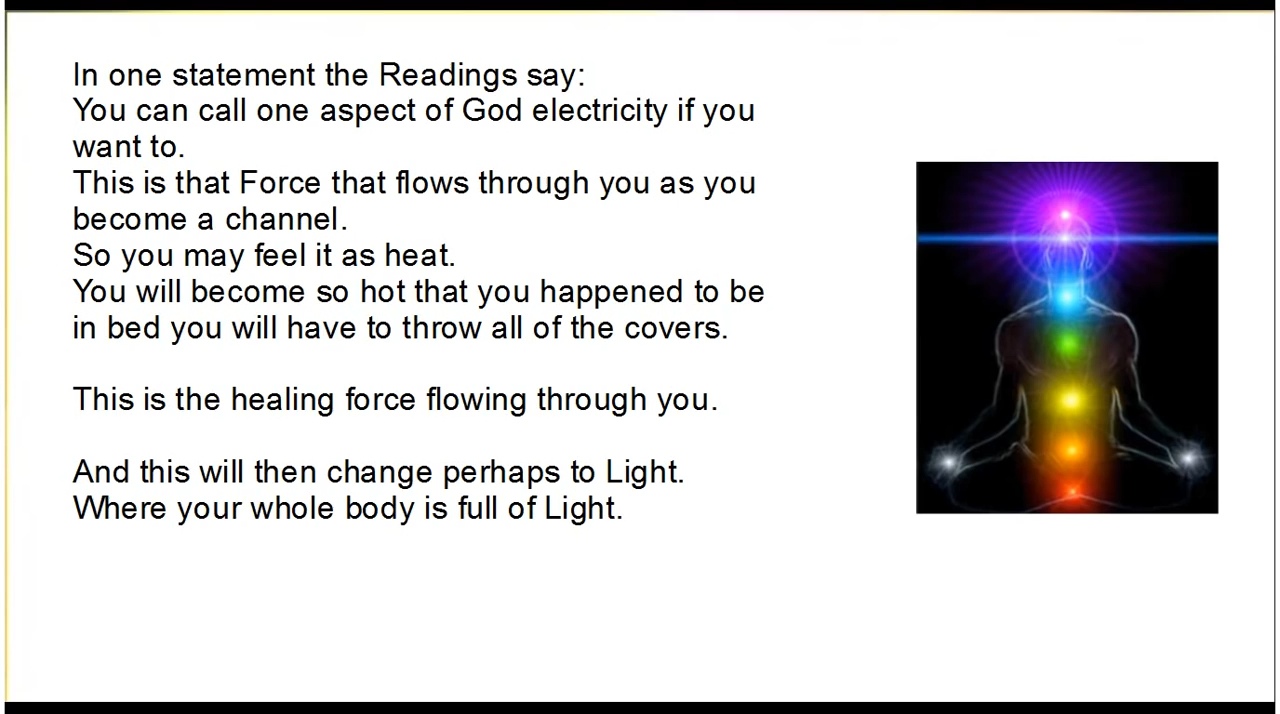 In one statement the Readings say:
You can call one aspect of God electricity if you
want to.
This is that Force that flows through you as you
become a channel.
So you may feel it as heat.
You will become so hot that you happened to be
in bed you will have to throw all of the covers.
This is the healing force flowing through you.
And this will then change perhaps to Light.
Where your whole body is full of Light.